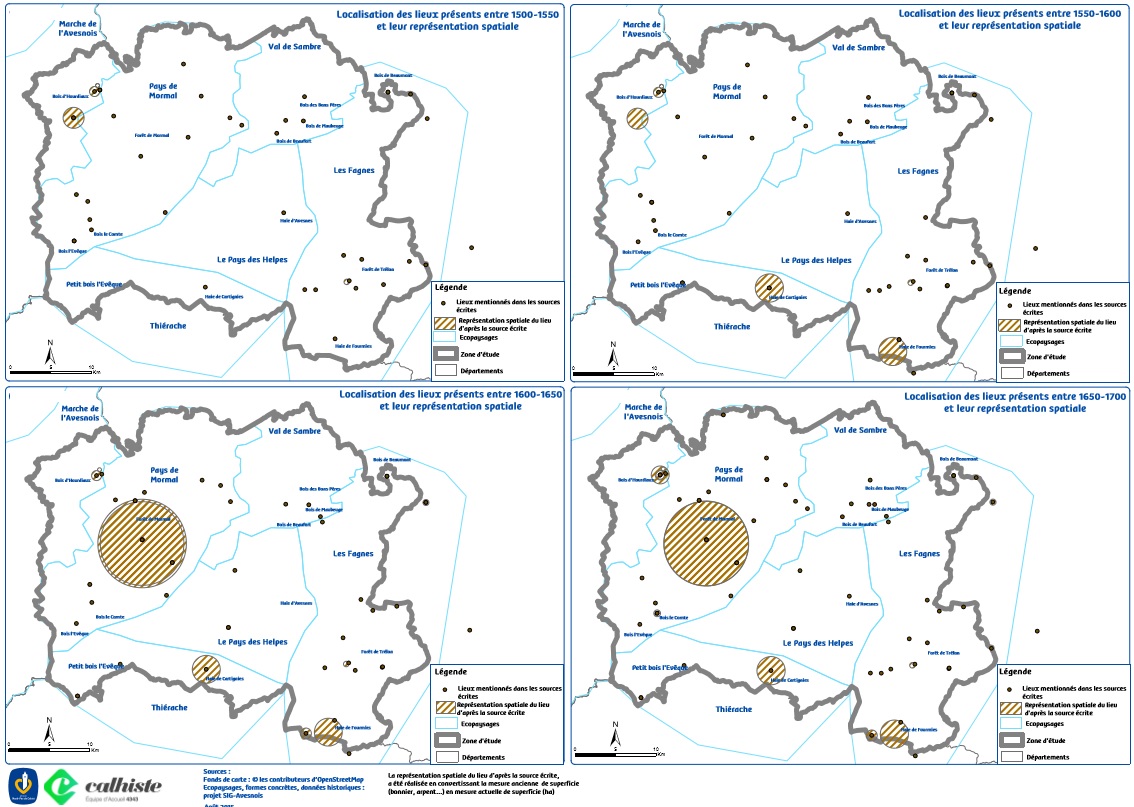 Localisation des lieux présents entre 1500-1550
et leur représentation spatiale
Marche de
l'Avesnois
Val de Sambre
Bois de Beaumont
Pays de
Mormal
Bois d'Hourdiaux
Bois des Bons Pères
Forêt de Mormal
Bois de Maubeuge
Bois de Beaufort
Les Fagnes
Haie d'Avesnes
Bois le Comte
Bois l'Evêque
Le Pays des Helpes
Forêt de Trélon
Petit bois l'Evêque
Haie de Cartignies
Thiérache
Haie de Fourmies
N
0 5 10
Km
Légende
Lieux mentionnés dans les sources
écrites
Représentation spatiale du lieu
d'après la source écrite
Ecopaysages
Zone d'étude
Départements
Localisation des lieux présents entre 1550-1600
et leur représentation spatiale
Marche de
l'Avesnois
Val de Sambre
Bois de Beaumont
Pays de
Mormal
Bois d'Hourdiaux
Bois des Bons Pères
Forêt de Mormal
Bois de Maubeuge
Bois de Beaufort
Les Fagnes
Haie d'Avesnes
Bois le Comte
Bois l'Evêque
Le Pays des Helpes
Forêt de Trélon
Petit bois l'Evêque
Haie de Cartignies
Thiérache
Haie de Fourmies
N
0 5 10
Km
Légende
Lieux mentionnés dans les sources
écrites
Représentation spatiale du lieu
d'après la source écrite
Ecopaysages
Zone d'étude
Départements
Localisation des lieux présents entre 1600-1650
et leur représentation spatiale
Marche de
l'Avesnois
Val de Sambre
Bois de Beaumont
Pays de
Mormal
Bois d'Hourdiaux
Bois des Bons Pères
Forêt de Mormal
Bois de Maubeuge
Bois de Beaufort
Les Fagnes
Haie d'Avesnes
Bois le Comte
Bois l'Evêque
Le Pays des Helpes
Forêt de Trélon
Petit bois l'Evêque
Haie de Cartignies
Thiérache
Haie de Fourmies
N
0 5 10
Km
Légende
Lieux mentionnés dans les sources
écrites
Représentation spatiale du lieu
d'après la source écrite
Ecopaysages
Zone d'étude
Départements
Localisation des lieux présents entre 1650-1700
et leur représentation spatiale
Marche de
l'Avesnois
Val de Sambre
Bois de Beaumont
Pays de
Mormal
Bois d'Hourdiaux
Bois des Bons Pères
Forêt de Mormal
Bois de Maubeuge
Bois de Beaufort
Les Fagnes
Haie d'Avesnes
Bois le Comte
Bois l'Evêque
Le Pays des Helpes
Forêt de Trélon
Petit bois l'Evêque
Haie de Cartignies
Thiérache
Haie de Fourmies
N
0 5 10
Km
Légende
Lieux mentionnés dans les sources
écrites
Représentation spatiale du lieu
d'après la source écrite
Ecopaysages
Zone d'étude
Départements
calhiste
Equipe d'Accueil 4343
Sources :
Fonds de carte : © les contributeurs d'OpenStreetMap
Ecopaysages, formes concrètes, données historiques :
projet SIG-Avesnois
La représentation spatiale du lieu d'après la source écrite,
a été réalisée en convertissant la mesure ancienne de superficie
(bonnier, arpent...) en mesure actuelle de superficie (ha)